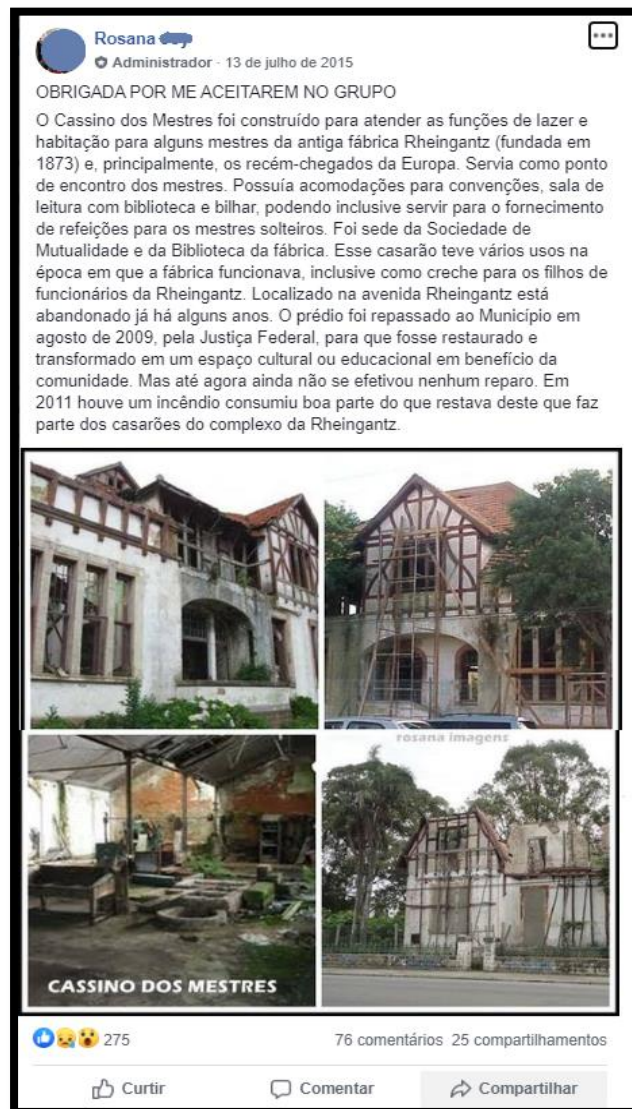 Rosana
Administrador · 13 de julho de 2015
OBRIGADA POR ME ACEITAREM NO GRUPO
O Cassino dos Mestres foi construído para atender as funções de lazer e
habitação para alguns mestres da antiga fábrica Rheingantz (fundada em
1873) e, principalmente, os recém-chegados da Europa. Servia como ponto
de encontro dos mestres. Possuía acomodações para convenções, sala de
leitura com biblioteca e bilhar, podendo inclusive servir para o fornecimento
de refeições para os mestres solteiros. Foi sede da Sociedade de
Mutualidade e da Biblioteca da fábrica. Esse casarão teve vários usos na
época em que a fábrica funcionava, inclusive como creche para os filhos de
funcionários da Rheingantz. Localizado na avenida Rheingantz está
abandonado já há alguns anos. O prédio foi repassado ao Município em
agosto de 2009, pela Justiça Federal, para que fosse restaurado e
transformado em um espaço cultural ou educacional em benefício da
comunidade. Mas até agora ainda não se efetivou nenhum reparo. Em
2011 houve um incêndio consumiu boa parte do que restava deste que faz
parte dos casarões do complexo da Rheingantz.
rosana imagens
CASSINO DOS MESTRES
275
76 comentários 25 compartilhamentos
Curtir
Comentar
Compartilhar